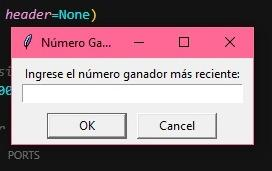 header=None)
Número Ga...
Ingrese el número ganador más reciente:
OK Cancel
PORTS